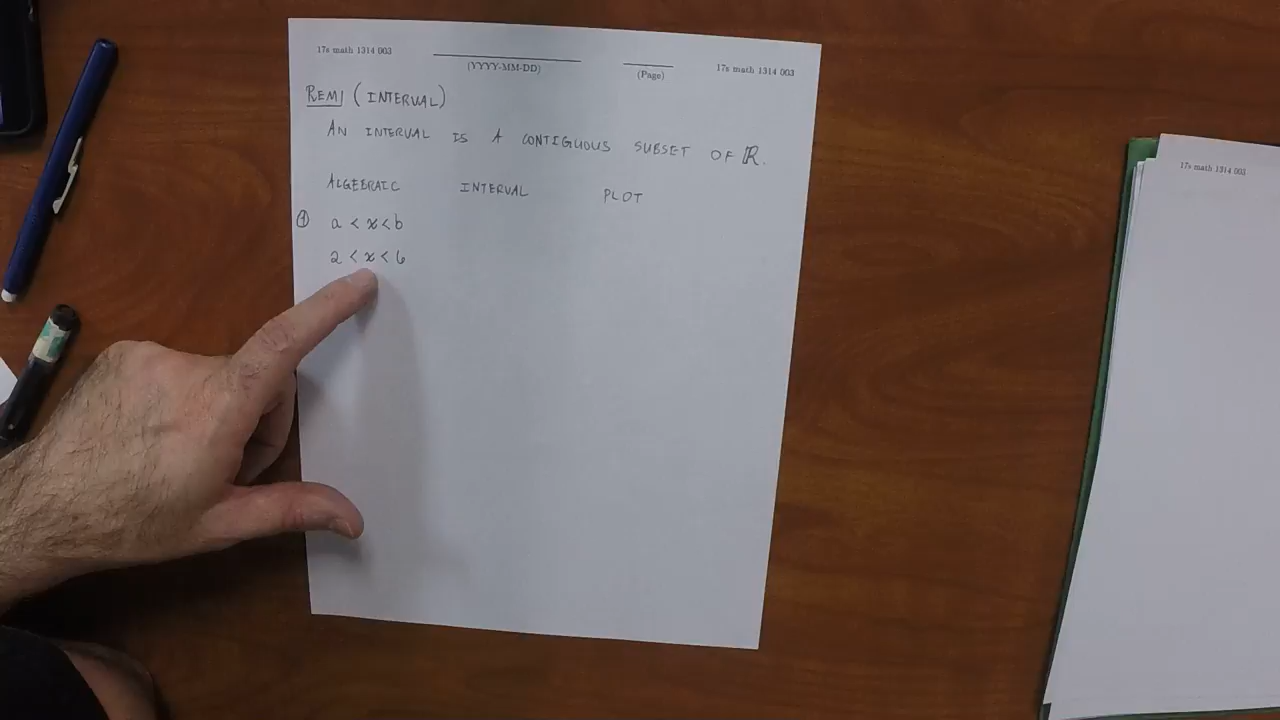 17s math 1314 003 (YYYY-MM-DD) (Page) 17s math 1314 003
REM| (INTERVAL)
AN INTERVAL IS A CONTIGUOUS SUBSET OF ℝ.
ALGEBRAIC INTERVAL PLOT
① a < x < b
2 < x < 6
17s math 1314 003